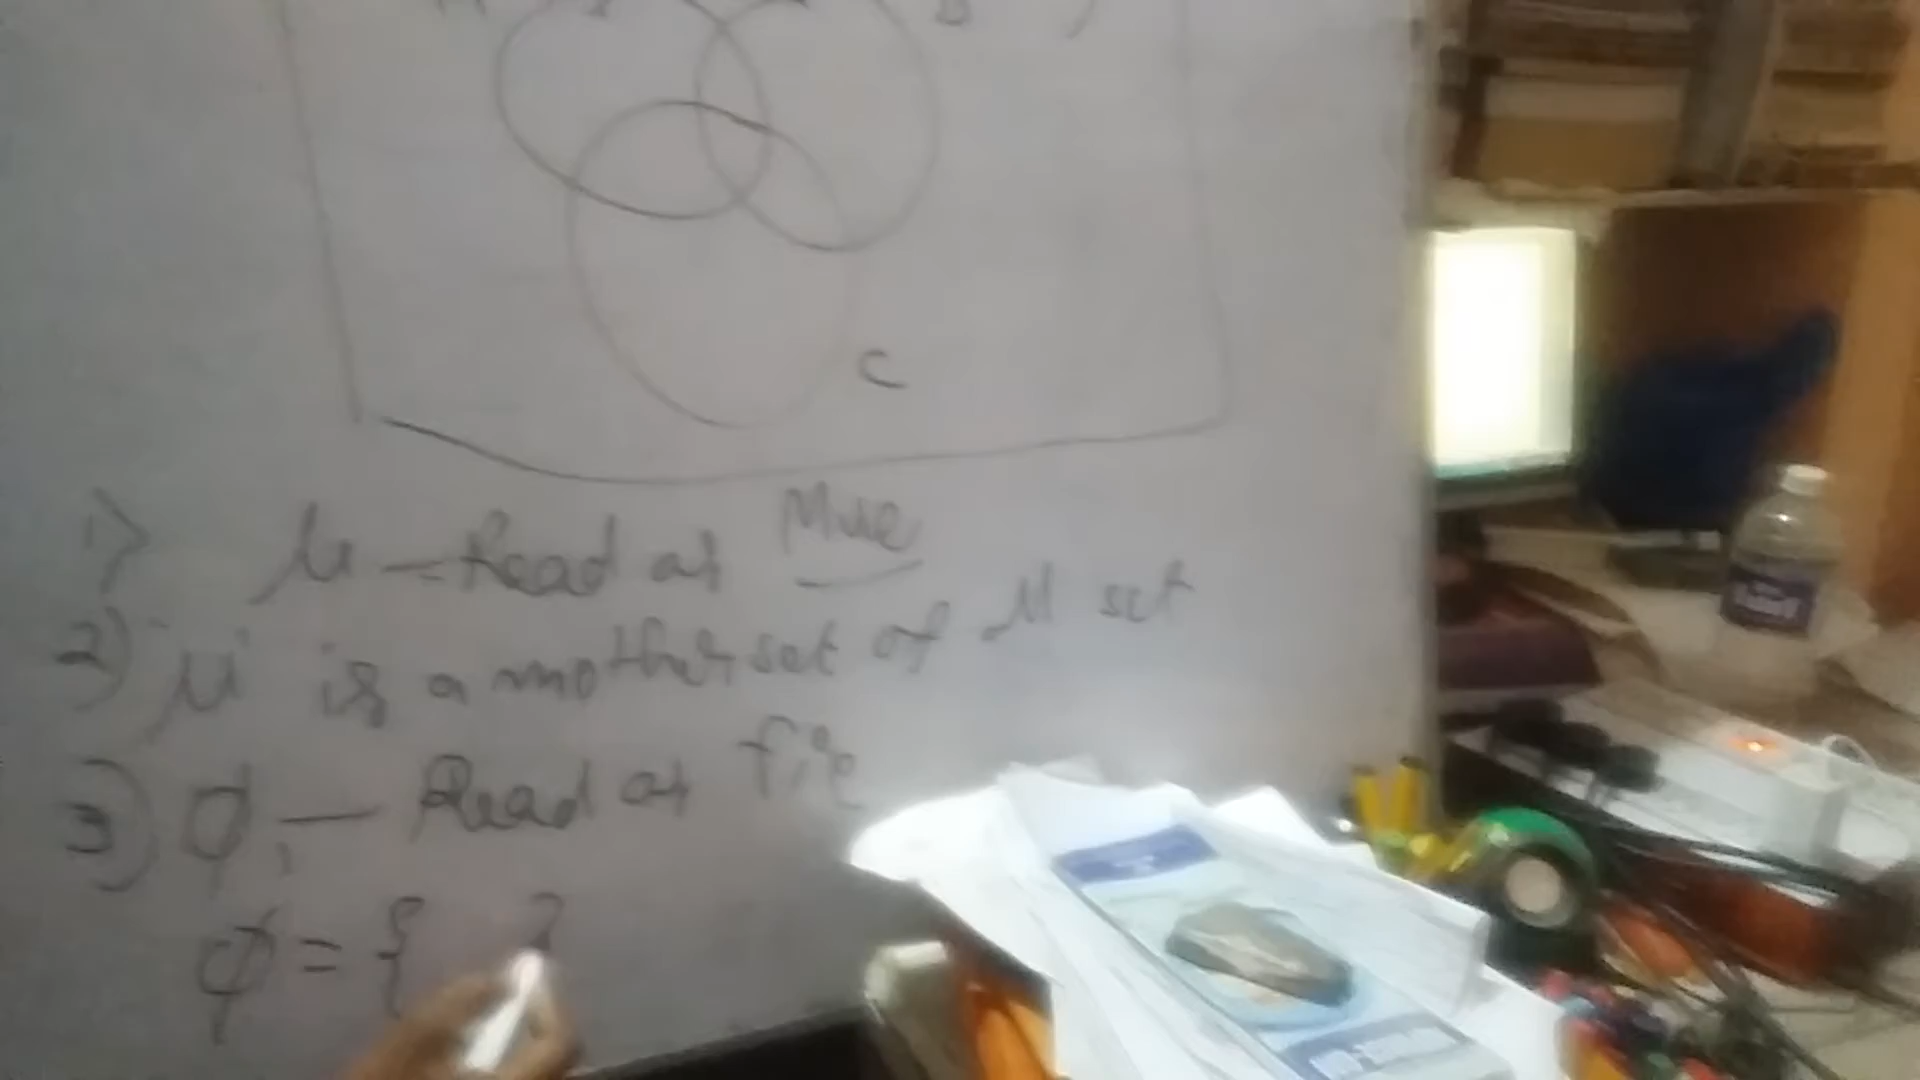 C
1) μ - Read as Mue
2) 'μ' is a mother set of all set
3) ϕ, — Read as fie
ϕ = { }